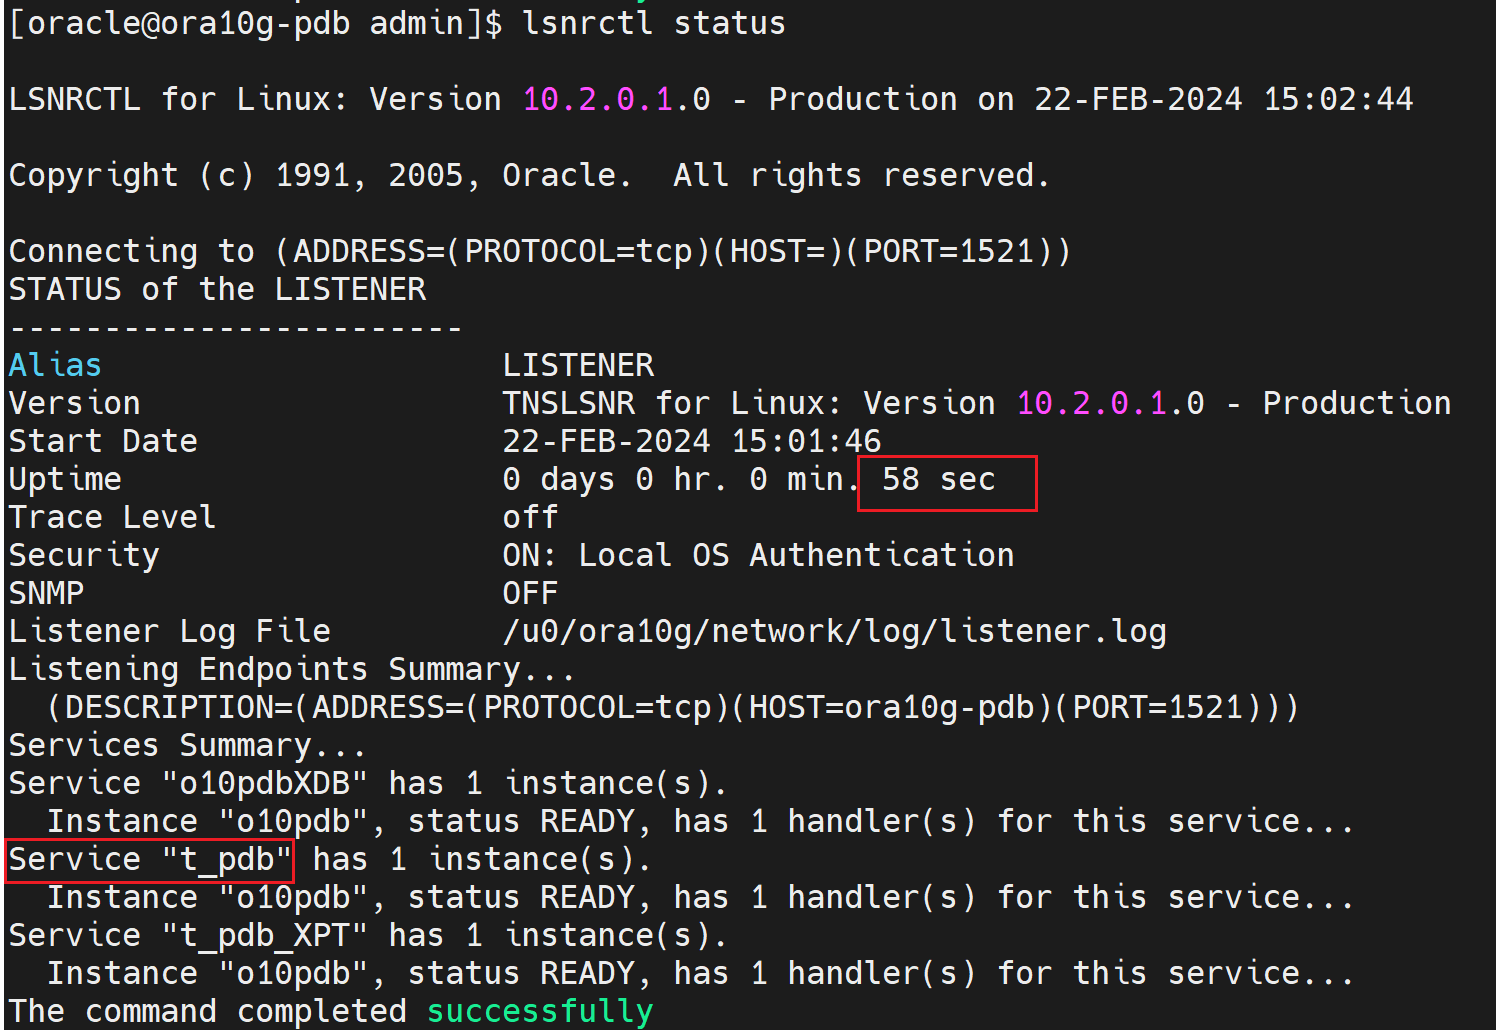 [oracle@ora10g-pdb admin]$ lsnrctl status
LSNRCTL for Linux: Version 10.2.0.1.0 - Production on 22-FEB-2024 15:02:44
Copyright (c) 1991, 2005, Oracle.  All rights reserved.
Connecting to (ADDRESS=(PROTOCOL=tcp)(HOST=)(PORT=1521))
STATUS of the LISTENER
------------------------
Alias                     LISTENER
Version                   TNSLSNR for Linux: Version 10.2.0.1.0 - Production
Start Date                22-FEB-2024 15:01:46
Uptime                    0 days 0 hr. 0 min. 58 sec
Trace Level               off
Security                  ON: Local OS Authentication
SNMP                      OFF
Listener Log File         /u0/ora10g/network/log/listener.log
Listening Endpoints Summary...
  (DESCRIPTION=(ADDRESS=(PROTOCOL=tcp)(HOST=ora10g-pdb)(PORT=1521)))
Services Summary...
Service "o10pdbXDB" has 1 instance(s).
  Instance "o10pdb", status READY, has 1 handler(s) for this service...
Service "t_pdb" has 1 instance(s).
  Instance "o10pdb", status READY, has 1 handler(s) for this service...
Service "t_pdb_XPT" has 1 instance(s).
  Instance "o10pdb", status READY, has 1 handler(s) for this service...
The command completed successfully